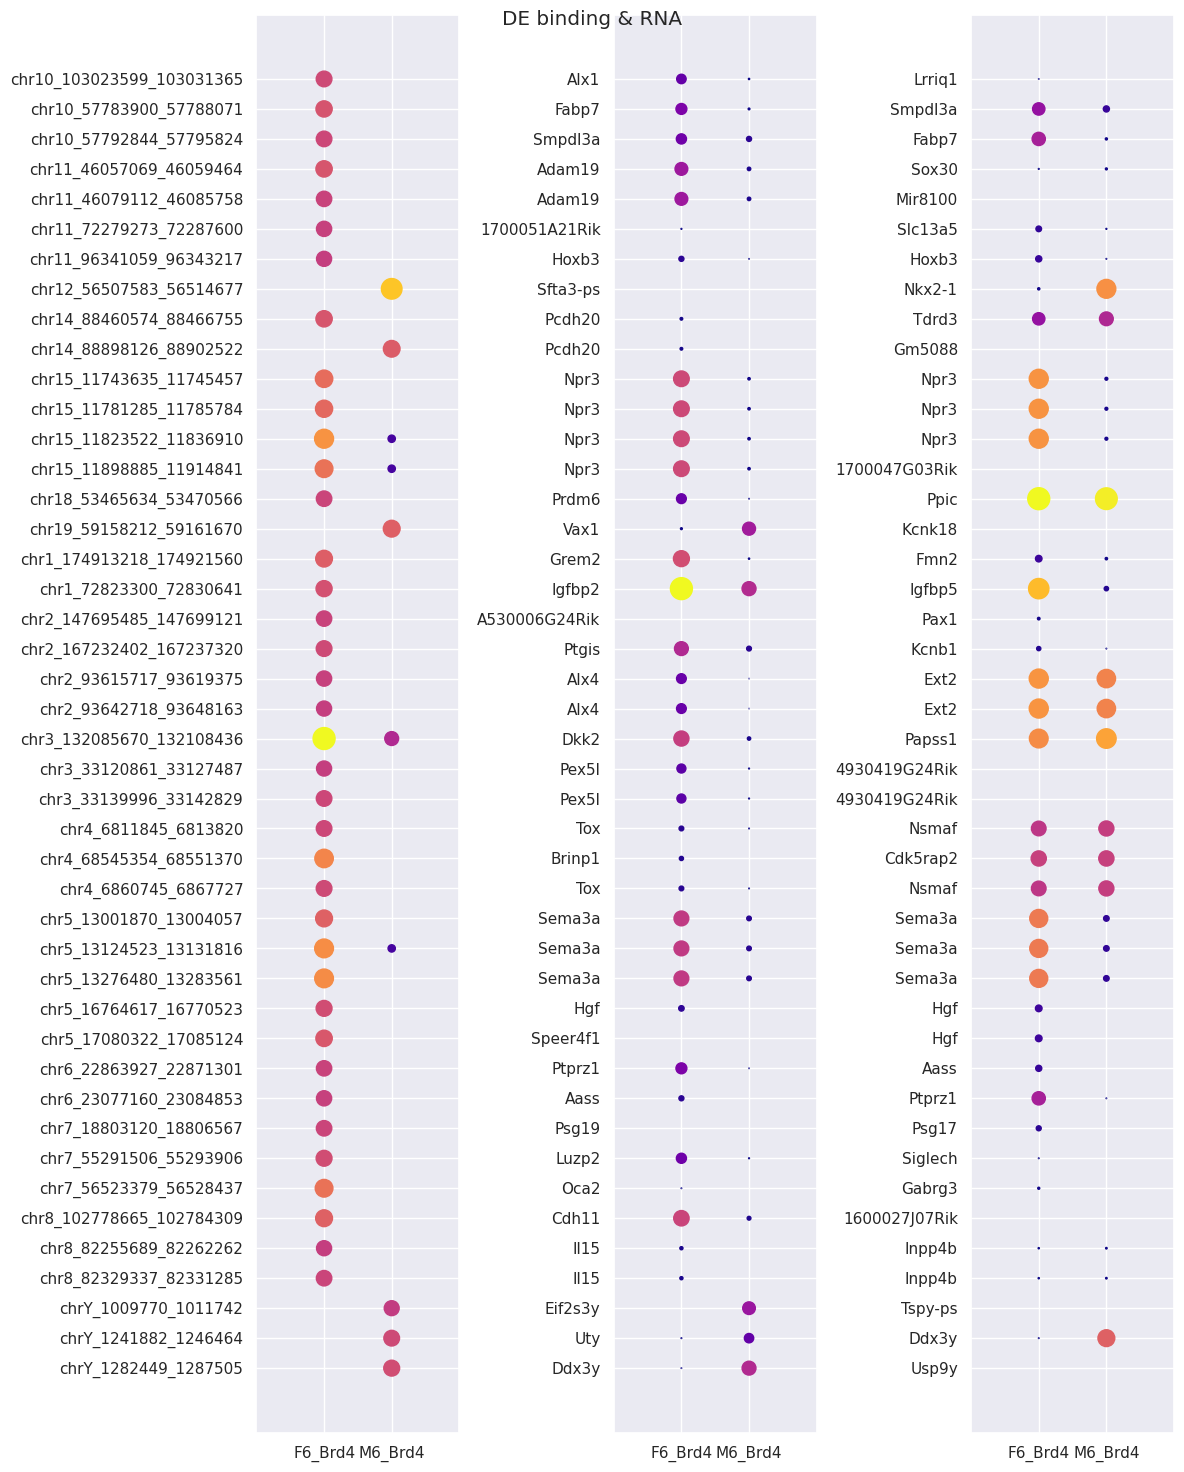 DE binding & RNA
chr10_103023599_103031365
chr10_57783900_57788071
chr10_57792844_57795824
chr11_46057069_46059464
chr11_46079112_46085758
chr11_72279273_72287600
chr11_96341059_96343217
chr12_56507583_56514677
chr14_88460574_88466755
chr14_88898126_88902522
chr15_11743635_11745457
chr15_11781285_11785784
chr15_11823522_11836910
chr15_11898885_11914841
chr18_53465634_53470566
chr19_59158212_59161670
chr1_174913218_174921560
chr1_72823300_72830641
chr2_147695485_147699121
chr2_167232402_167237320
chr2_93615717_93619375
chr2_93642718_93648163
chr3_132085670_132108436
chr3_33120861_33127487
chr3_33139996_33142829
chr4_6811845_6813820
chr4_68545354_68551370
chr4_6860745_6867727
chr5_13001870_13004057
chr5_13124523_13131816
chr5_13276480_13283561
chr5_16764617_16770523
chr5_17080322_17085124
chr6_22863927_22871301
chr6_23077160_23084853
chr7_18803120_18806567
chr7_55291506_55293906
chr7_56523379_56528437
chr8_102778665_102784309
chr8_82255689_82262262
chr8_82329337_82331285
chrY_1009770_1011742
chrY_1241882_1246464
chrY_1282449_1287505
F6_Brd4 M6_Brd4
Alx1
Fabp7
Smpdl3a
Adam19
Adam19
1700051A21Rik
Hoxb3
Sfta3-ps
Pcdh20
Pcdh20
Npr3
Npr3
Npr3
Npr3
Prdm6
Vax1
Grem2
Igfbp2
A530006G24Rik
Ptgis
Alx4
Alx4
Dkk2
Pex5l
Pex5l
Tox
Brinp1
Tox
Sema3a
Sema3a
Sema3a
Hgf
Speer4f1
Ptprz1
Aass
Psg19
Luzp2
Oca2
Cdh11
Il15
Il15
Eif2s3y
Uty
Ddx3y
F6_Brd4 M6_Brd4
Lrriq1
Smpdl3a
Fabp7
Sox30
Mir8100
Slc13a5
Hoxb3
Nkx2-1
Tdrd3
Gm5088
Npr3
Npr3
Npr3
1700047G03Rik
Ppic
Kcnk18
Fmn2
Igfbp5
Pax1
Kcnb1
Ext2
Ext2
Papss1
4930419G24Rik
4930419G24Rik
Nsmaf
Cdk5rap2
Nsmaf
Sema3a
Sema3a
Sema3a
Hgf
Hgf
Aass
Ptprz1
Psg17
Siglech
Gabrg3
1600027J07Rik
Inpp4b
Inpp4b
Tspy-ps
Ddx3y
Usp9y
F6_Brd4 M6_Brd4